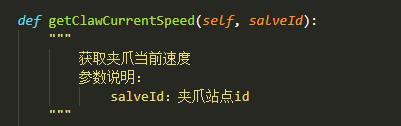 def getClawCurrentSpeed(self, salveId):
"""
获取夹爪当前速度
参数说明:
salveId: 夹爪站点id
"""